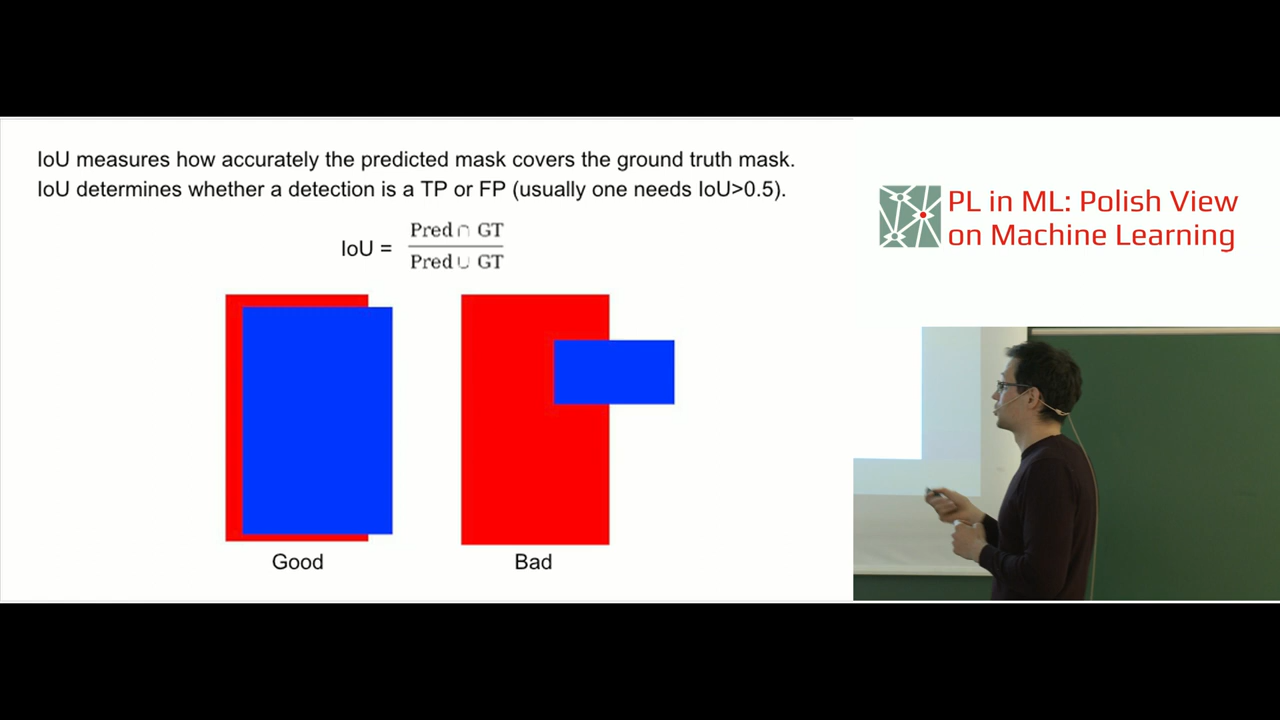 IoU measures how accurately the predicted mask covers the ground truth mask.
IoU determines whether a detection is a TP or FP (usually one needs IoU>0.5).
IoU = Pred ∩ GT
Pred ∪ GT
Good
Bad
PL in ML: Polish View
on Machine Learning